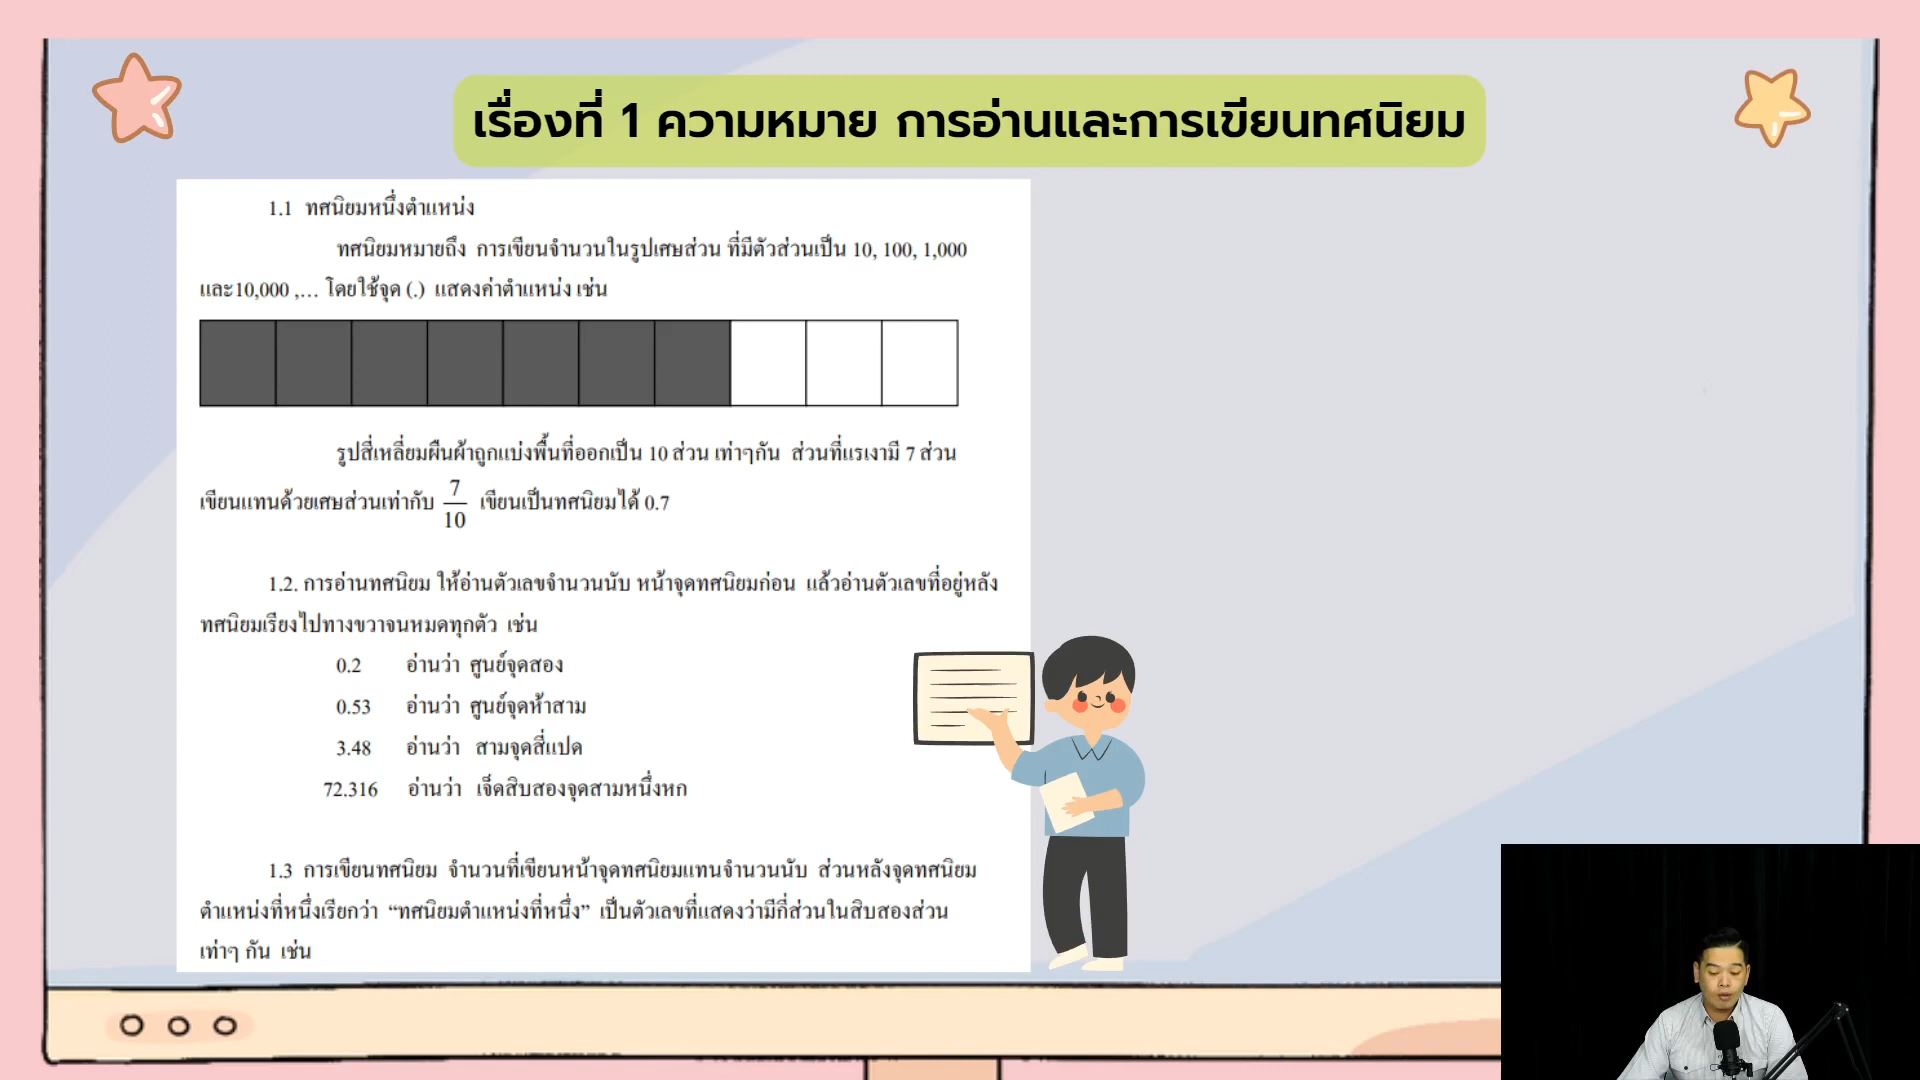 เรื่องที่ 1 ความหมาย การอ่านและการเขียนทศนิยม
1.1 ทศนิยมหนึ่งตำแหน่ง
ทศนิยมหมายถึง การเขียนจำนวนในรูปเศษส่วน ที่มีตัวส่วนเป็น 10, 100, 1,000
และ10,000 ,… โดยใช้จุด (.) แสดงค่าตำแหน่ง เช่น
รูปสี่เหลี่ยมผืนผ้าถูกแบ่งพื้นที่ออกเป็น 10 ส่วน เท่าๆกัน ส่วนที่แรเงามี 7 ส่วน
เขียนแทนด้วยเศษส่วนเท่ากับ 7/10 เขียนเป็นทศนิยมได้ 0.7
1.2. การอ่านทศนิยม ให้อ่านตัวเลขจำนวนนับ หน้าจุดทศนิยมก่อน แล้วอ่านตัวเลขที่อยู่หลัง
ทศนิยมเรียงไปทางขวาจนหมดทุกตัว เช่น
0.2 อ่านว่า ศูนย์จุดสอง
0.53 อ่านว่า ศูนย์จุดห้าสาม
3.48 อ่านว่า สามจุดสี่แปด
72.316 อ่านว่า เจ็ดสิบสองจุดสามหนึ่งหก
1.3 การเขียนทศนิยม จำนวนที่เขียนหน้าจุดทศนิยมแทนจำนวนนับ ส่วนหลังจุดทศนิยม
ตำแหน่งที่หนึ่งเรียกว่า “ทศนิยมตำแหน่งที่หนึ่ง” เป็นตัวเลขที่แสดงว่ามีกี่ส่วนในสิบสองส่วน
เท่าๆ กัน เช่น